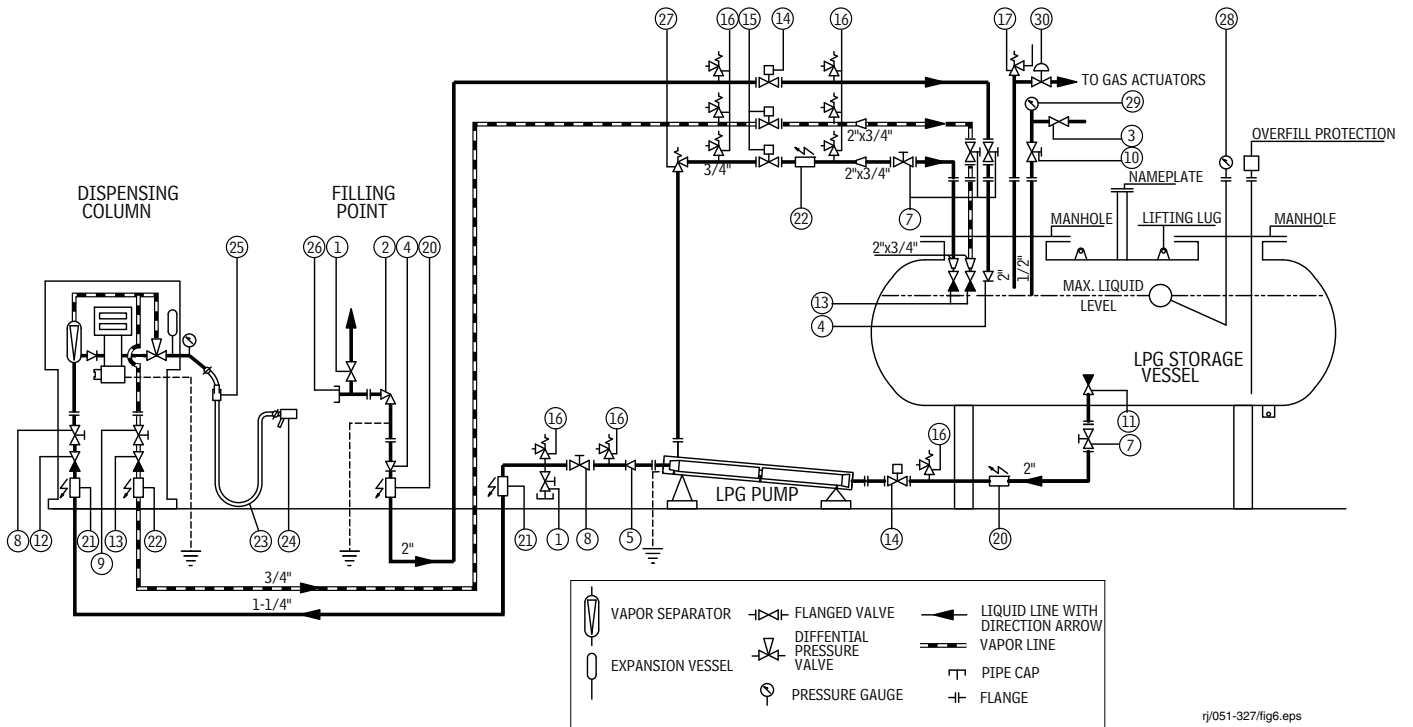 27
16
15
14
16
17
30
28
TO GAS ACTUATORS
29
3
OVERFILL PROTECTION
2"x3/4"
10
3/4"
2"x3/4"
NAMEPLATE
22
7
DISPENSING
COLUMN
FILLING
POINT
MANHOLE
LIFTING LUG
MANHOLE
25
26
1
2
4
20
2"x3/4"
2"
1/2"
13
4
MAX. LIQUID
LEVEL
LPG STORAGE
VESSEL
11
7
16
16
16
2"
LPG PUMP
8
12
21
13
22
9
23
24
21
1
8
5
14
20
2"
3/4"
1-1/4"
VAPOR SEPARATOR
EXPANSION VESSEL
FLANGED VALVE
DIFFENTIAL
PRESSURE
VALVE
PRESSURE GAUGE
LIQUID LINE WITH
DIRECTION ARROW
VAPOR LINE
PIPE CAP
FLANGE
rj/051-327/fig6.eps